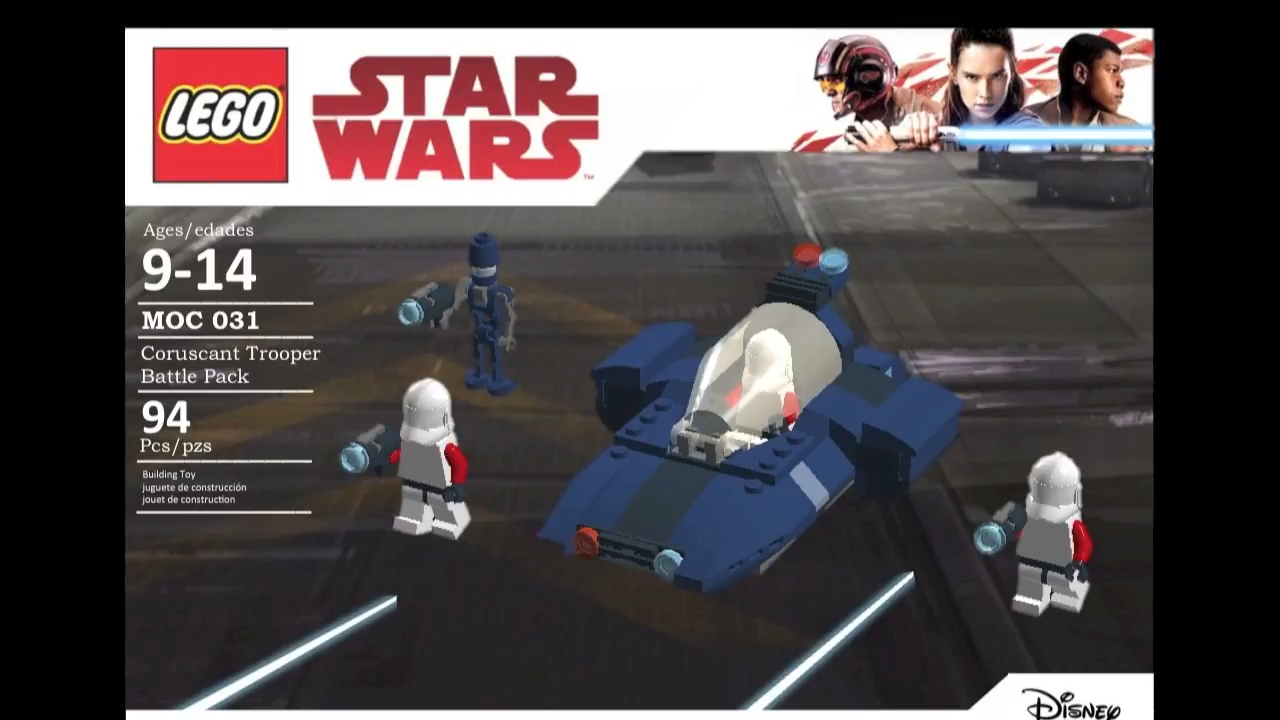 LEGO
STAR
WARS™
Ages/edades
9-14
MOC 031
Coruscant Trooper
Battle Pack
94
Pcs/pzs
Building Toy
juguete de construcción
jouet de construction
DISNEY